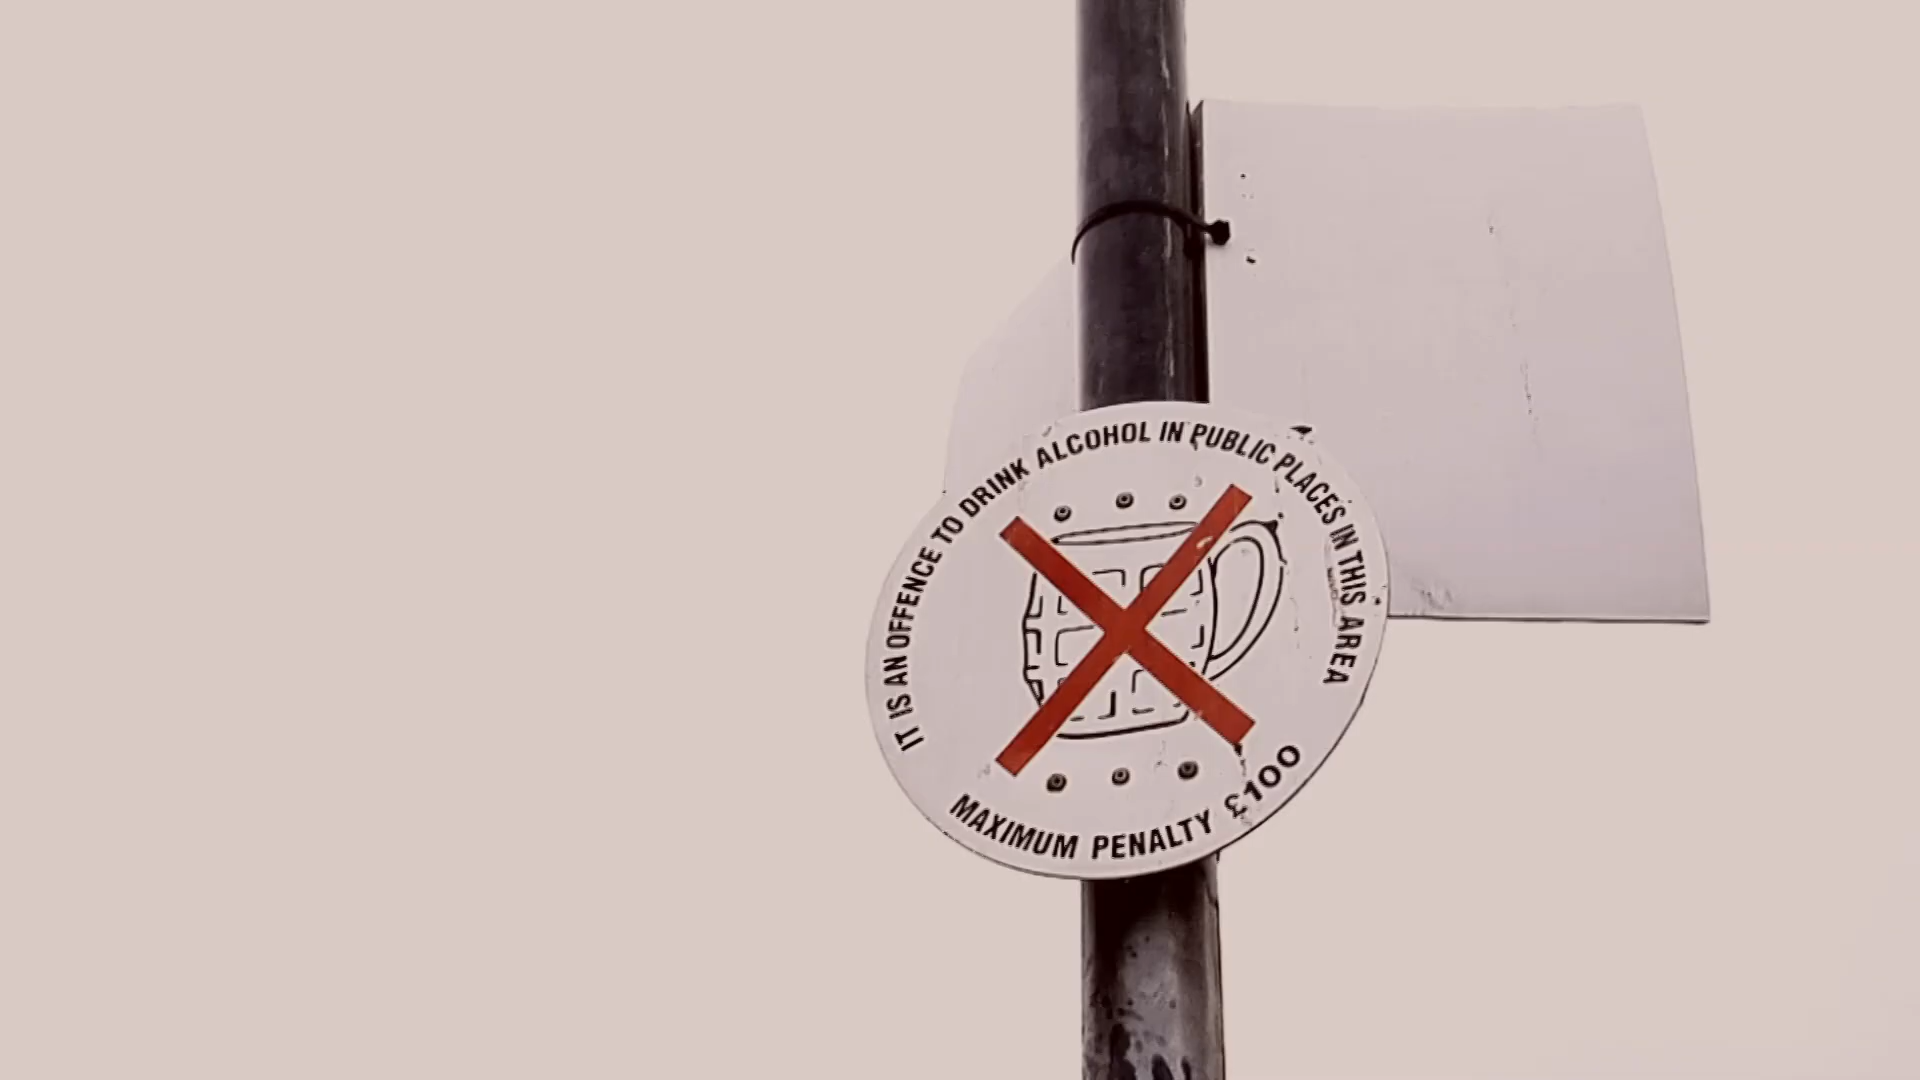 IT IS AN OFFENCE TO DRINK ALCOHOL IN PUBLIC PLACES IN THIS AREA
MAXIMUM PENALTY £100